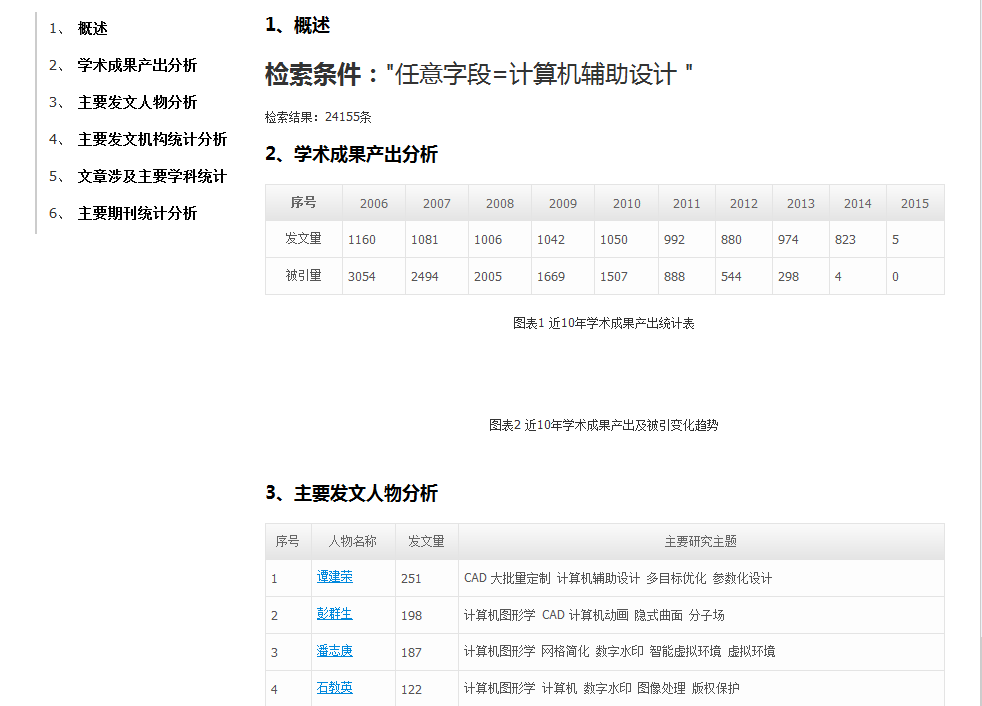 1、 概述
2、 学术成果产出分析
3、 主要发文人物分析
4、 主要发文机构统计分析
5、 文章涉及主要学科统计
6、 主要期刊统计分析
1、概述
检索条件："任意字段=计算机辅助设计 "
检索结果：24155条
2、学术成果产出分析
序号 2006 2007 2008 2009 2010 2011 2012 2013 2014 2015
发文量 1160 1081 1006 1042 1050 992 880 974 823 5
被引量 3054 2494 2005 1669 1507 888 544 298 4 0
图表1 近10年学术成果产出统计表
图表2 近10年学术成果产出及被引变化趋势
3、主要发文人物分析
序号 人物名称 发文量 主要研究主题
1 谭建荣 251 CAD 大批量定制 计算机辅助设计 多目标优化 参数化设计
2 彭群生 198 计算机图形学 CAD 计算机动画 隐式曲面 分子场
3 潘志庚 187 计算机图形学 网格简化 数字水印 智能虚拟环境 虚拟环境
4 石教英 122 计算机图形学 计算机 数字水印 图像处理 版权保护